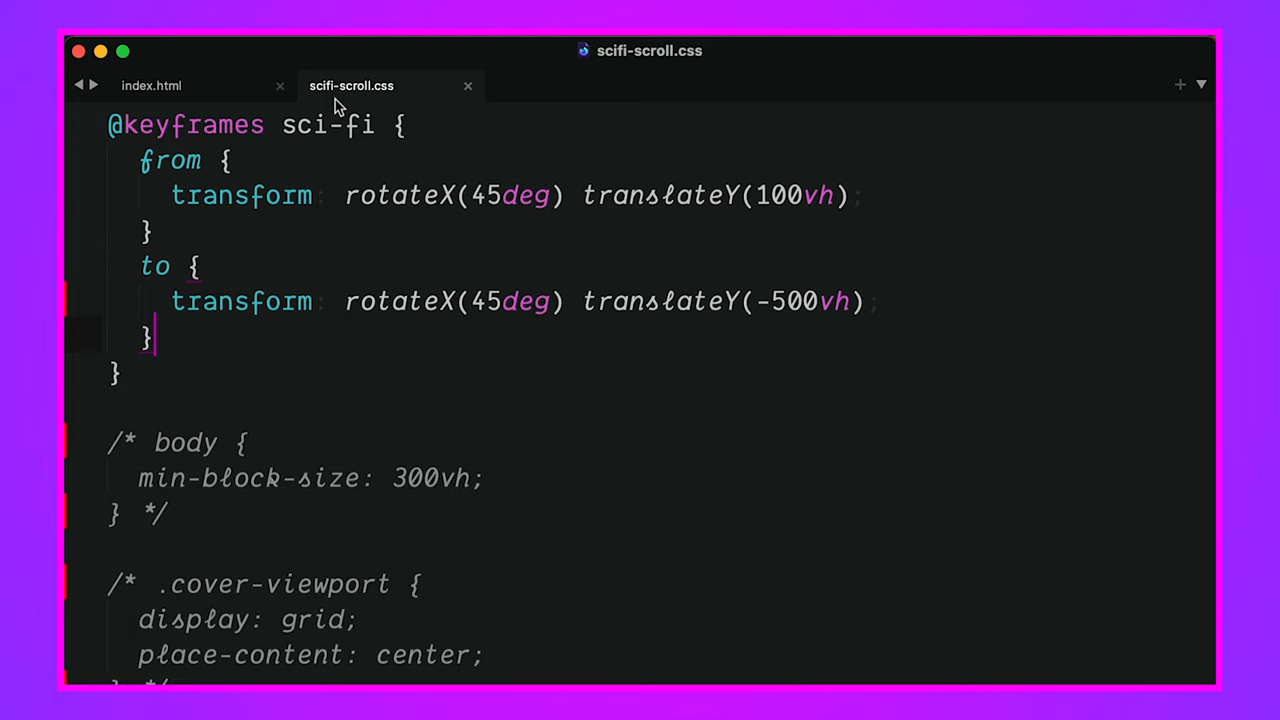 scifi-scroll.css
index.html
scifi-scroll.css
@keyframes sci-fi {
from {
transform: rotateX(45deg) translateY(100vh);
}
to {
transform: rotateX(45deg) translateY(-500vh);
}
}
/* body {
min-block-size: 300vh;
} */
/* .cover-viewport {
display: grid;
place-content: center;
} */